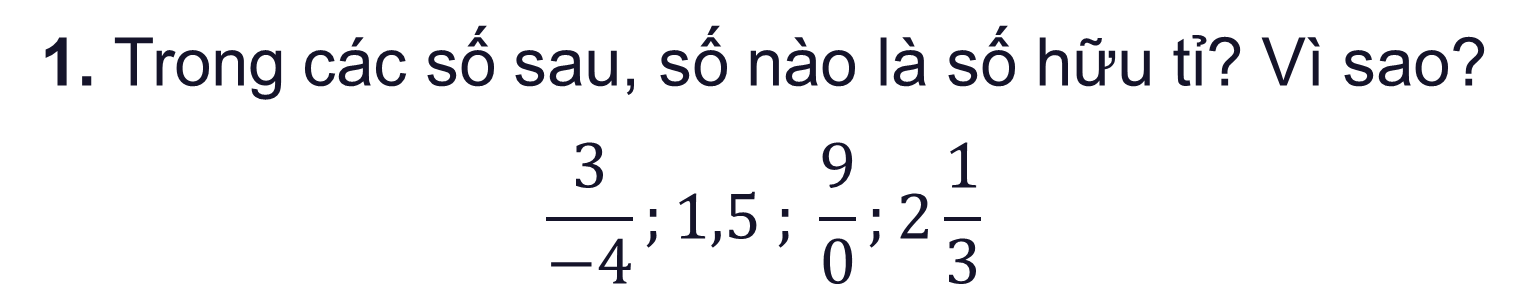 1. Trong các số sau, số nào là số hữu tỉ? Vì sao?
3/−4 ; 1,5 ; 9/0 ; 2 1/3